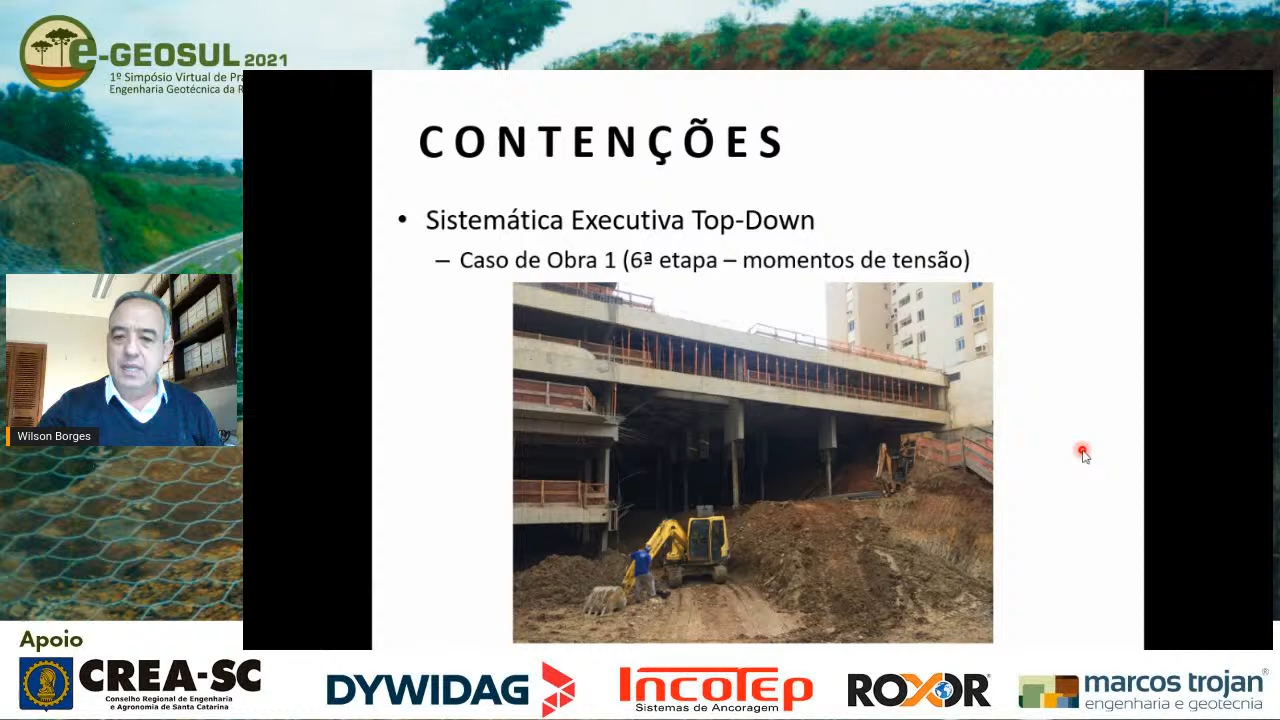 e-GEOSUL 2021
1º Simpósio Virtual de Pra
Engenharia Geotécnica da R
CONTENÇÕES
• Sistemática Executiva Top-Down
– Caso de Obra 1 (6ª etapa – momentos de tensão)
Wilson Borges
Apoio
CREA-SC
Conselho Regional de Engenharia
e Agronomia de Santa Catarina
DYWIDAG
INCOTEP
Sistemas de Ancoragem
ROXOR
marcos trojan®
engenharia e geotecnia